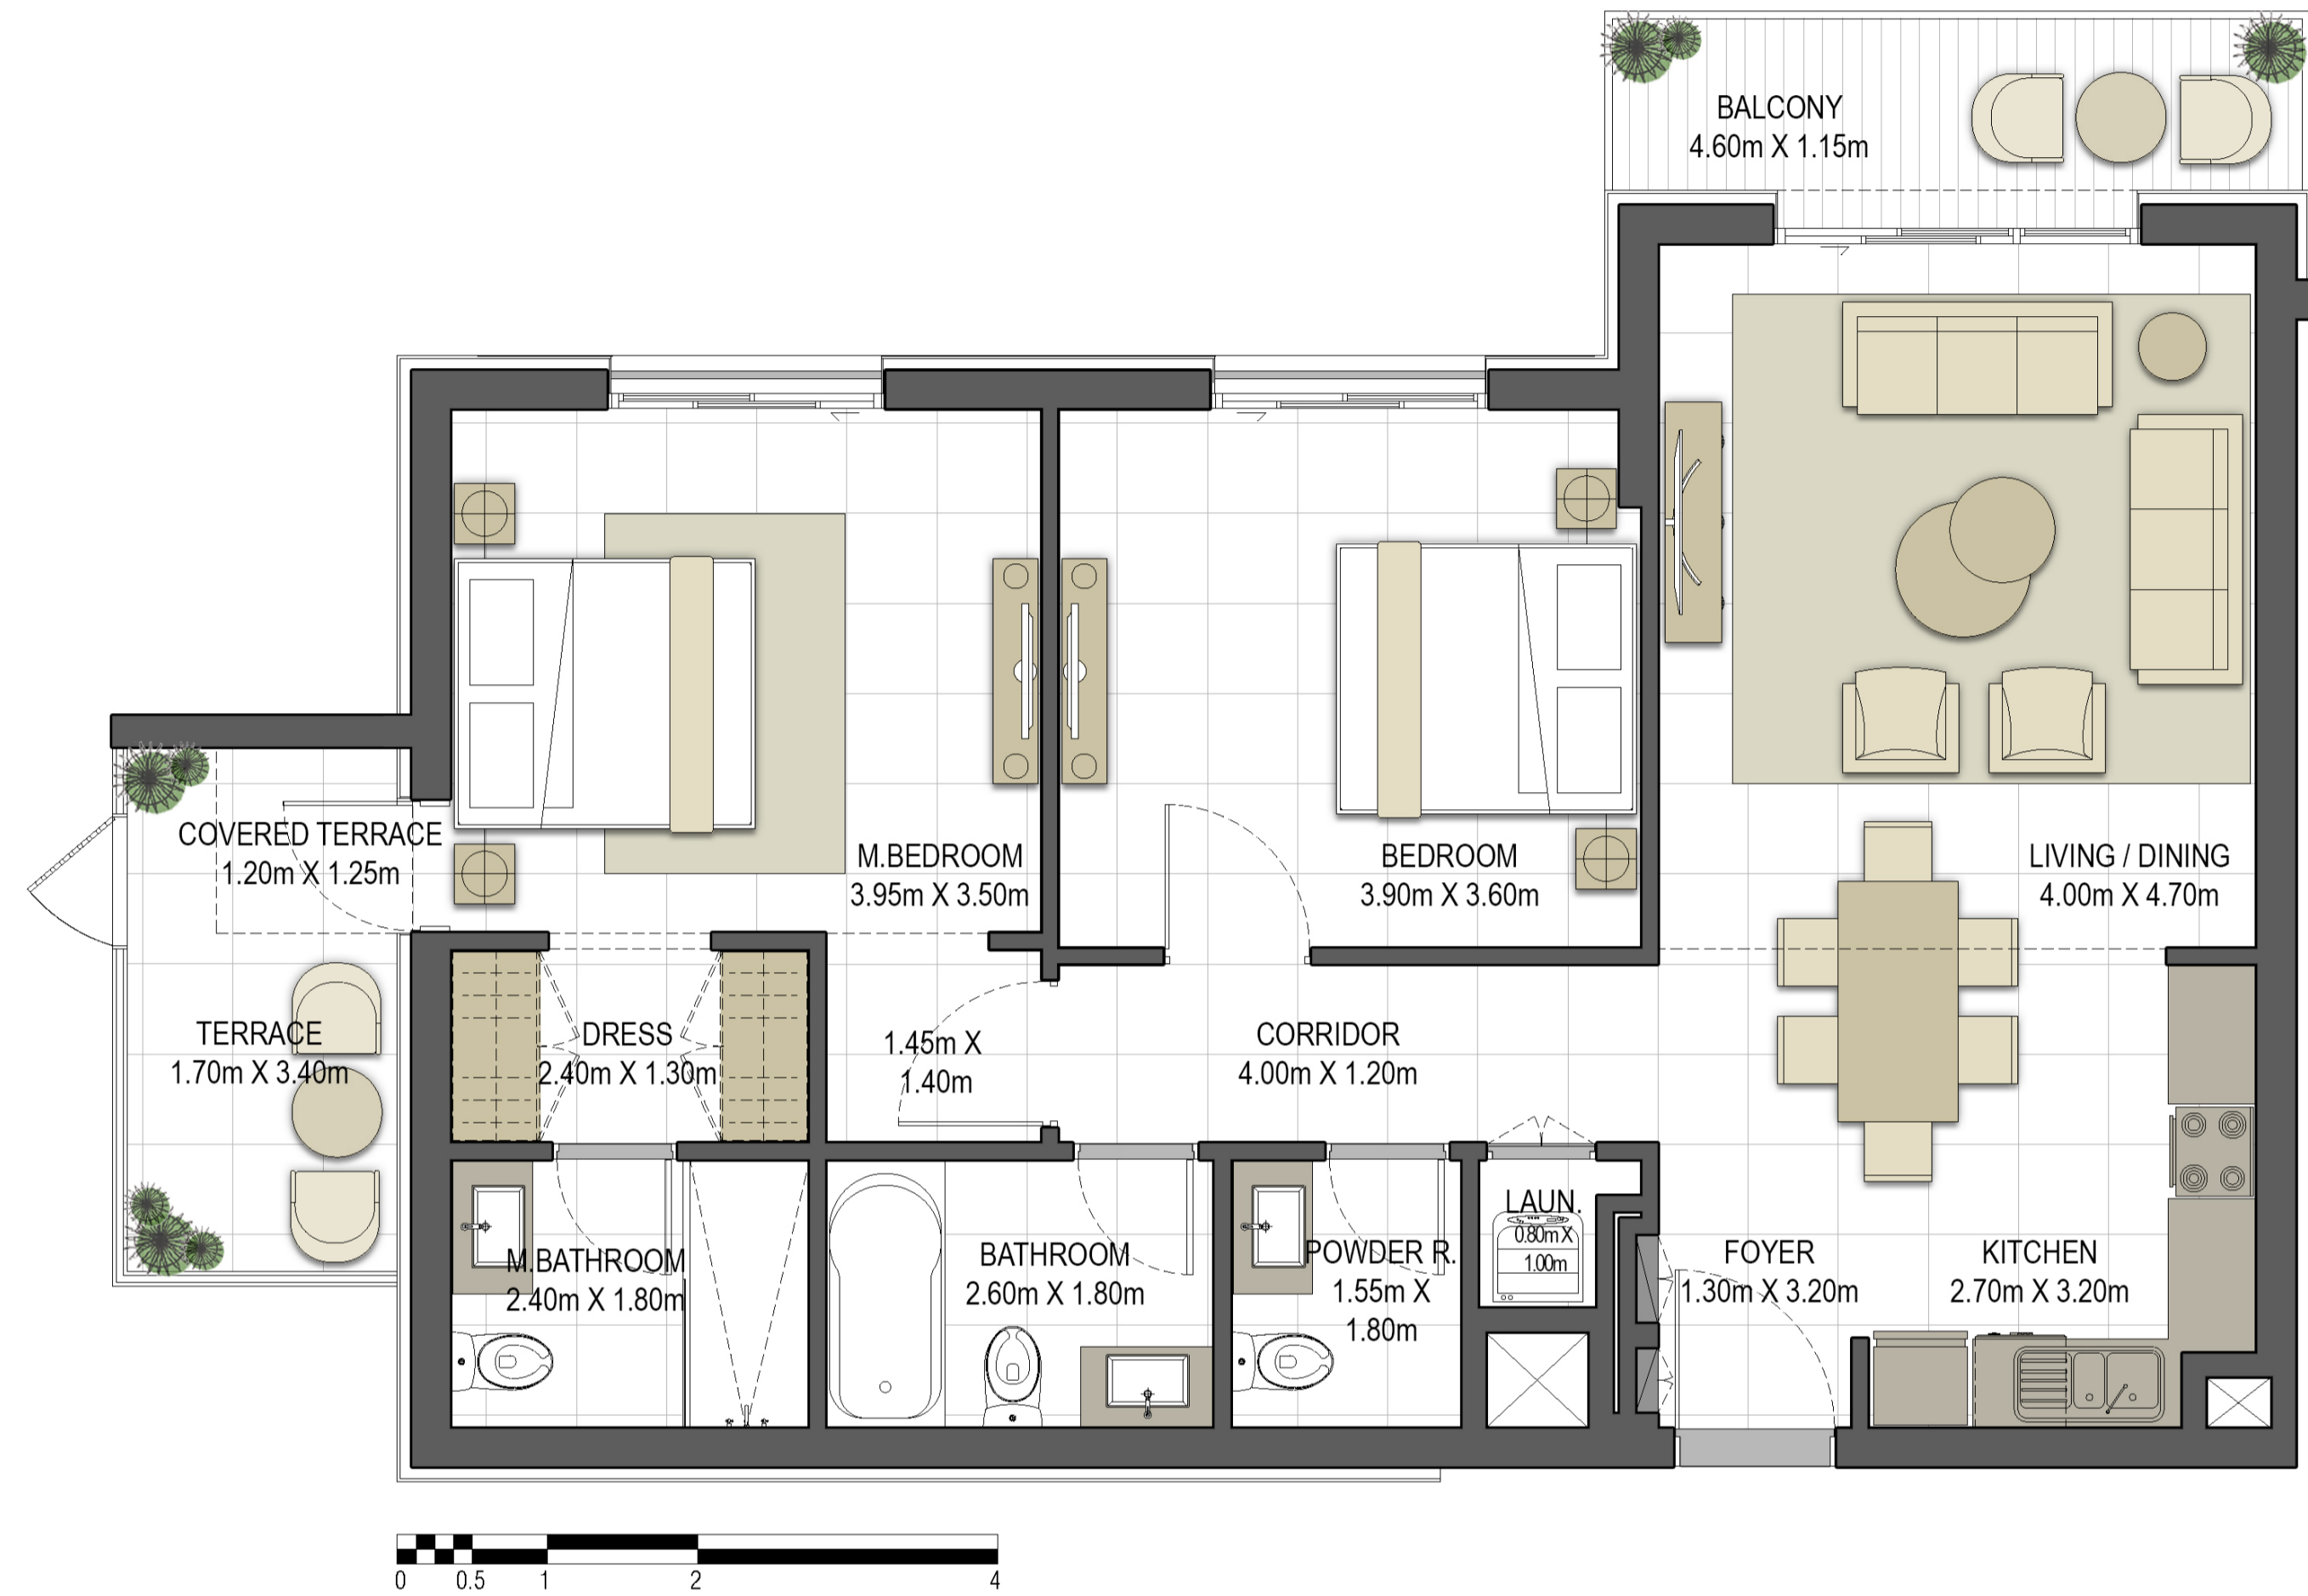 BALCONY
4.60m X 1.15m
COVERED TERRACE
1.20m X 1.25m
M.BEDROOM
3.95m X 3.50m
BEDROOM
3.90m X 3.60m
LIVING / DINING
4.00m X 4.70m
TERRACE
1.70m X 3.40m
DRESS
2.40m X 1.30m
1.45m X
1.40m
CORRIDOR
4.00m X 1.20m
M.BATHROOM
2.40m X 1.80m
BATHROOM
2.60m X 1.80m
POWDER R.
1.55m X
1.80m
LAUN.
0.80m X
1.00m
FOYER
1.30m X 3.20m
KITCHEN
2.70m X 3.20m
0 0.5 1 2 4